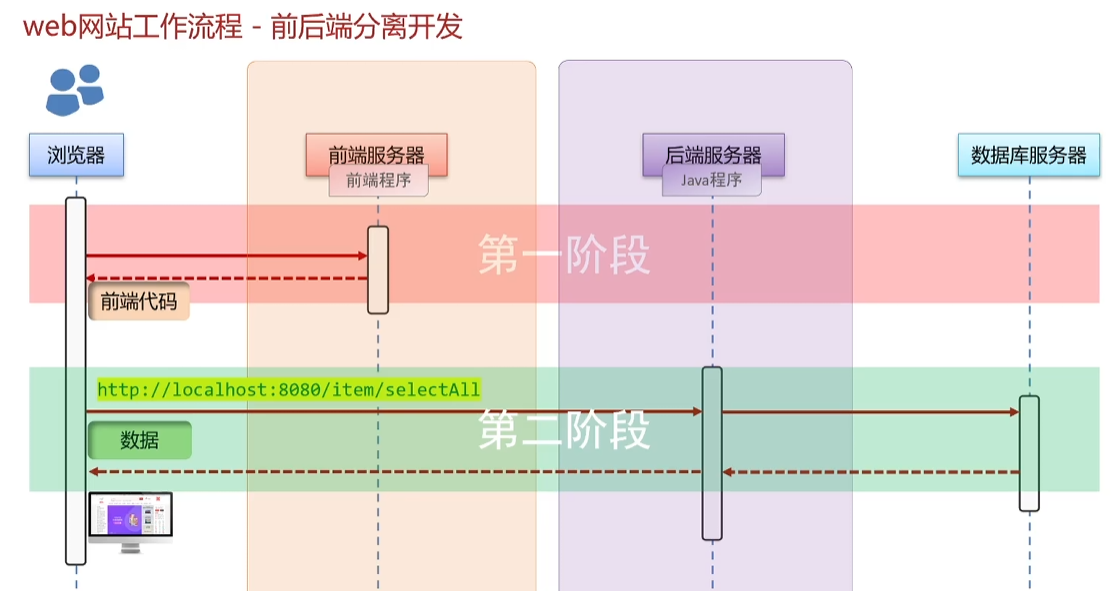 web网站工作流程 - 前后端分离开发
浏览器
前端服务器
前端程序
后端服务器
Java程序
数据库服务器
第一阶段
前端代码
http://localhost:8080/item/selectAll
第二阶段
数据